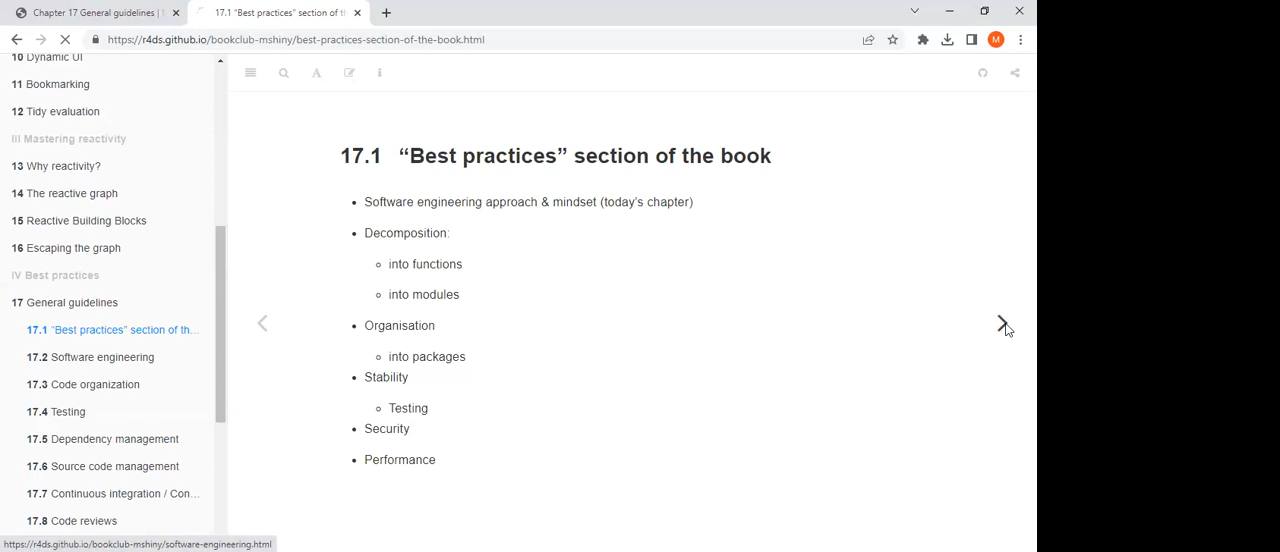 Chapter 17 General guidelines |
17.1 “Best practices” section of th
https://r4ds.github.io/bookclub-mshiny/best-practices-section-of-the-book.html
M
10 Dynamic UI
11 Bookmarking
12 Tidy evaluation
III Mastering reactivity
13 Why reactivity?
14 The reactive graph
15 Reactive Building Blocks
16 Escaping the graph
IV Best practices
17 General guidelines
17.1 “Best practices” section of th…
17.2 Software engineering
17.3 Code organization
17.4 Testing
17.5 Dependency management
17.6 Source code management
17.7 Continuous integration / Con…
17.8 Code reviews
https://r4ds.github.io/bookclub-mshiny/software-engineering.html
A
i
17.1 “Best practices” section of the book
• Software engineering approach & mindset (today’s chapter)
• Decomposition:
◦ into functions
◦ into modules
• Organisation
◦ into packages
• Stability
◦ Testing
• Security
• Performance